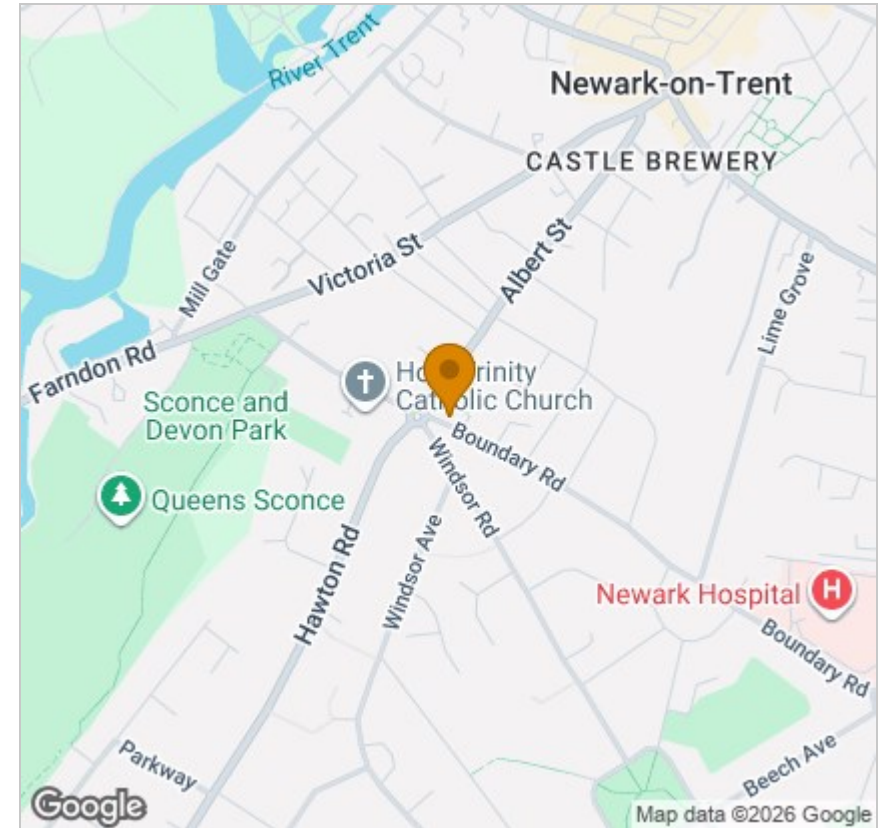 River Trent
Newark-on-Trent
CASTLE BREWERY
Mill Gate
Victoria St
Albert St
Lime Grove
Farndon Rd
Sconce and
Devon Park
Trinity
Catholic Church
Boundary Rd
Queens Sconce
Windsor Rd
Windsor Ave
Hawton Rd
Newark Hospital
H
Boundary Rd
Parkway
Beech Ave
Google
Map data ©2026 Google